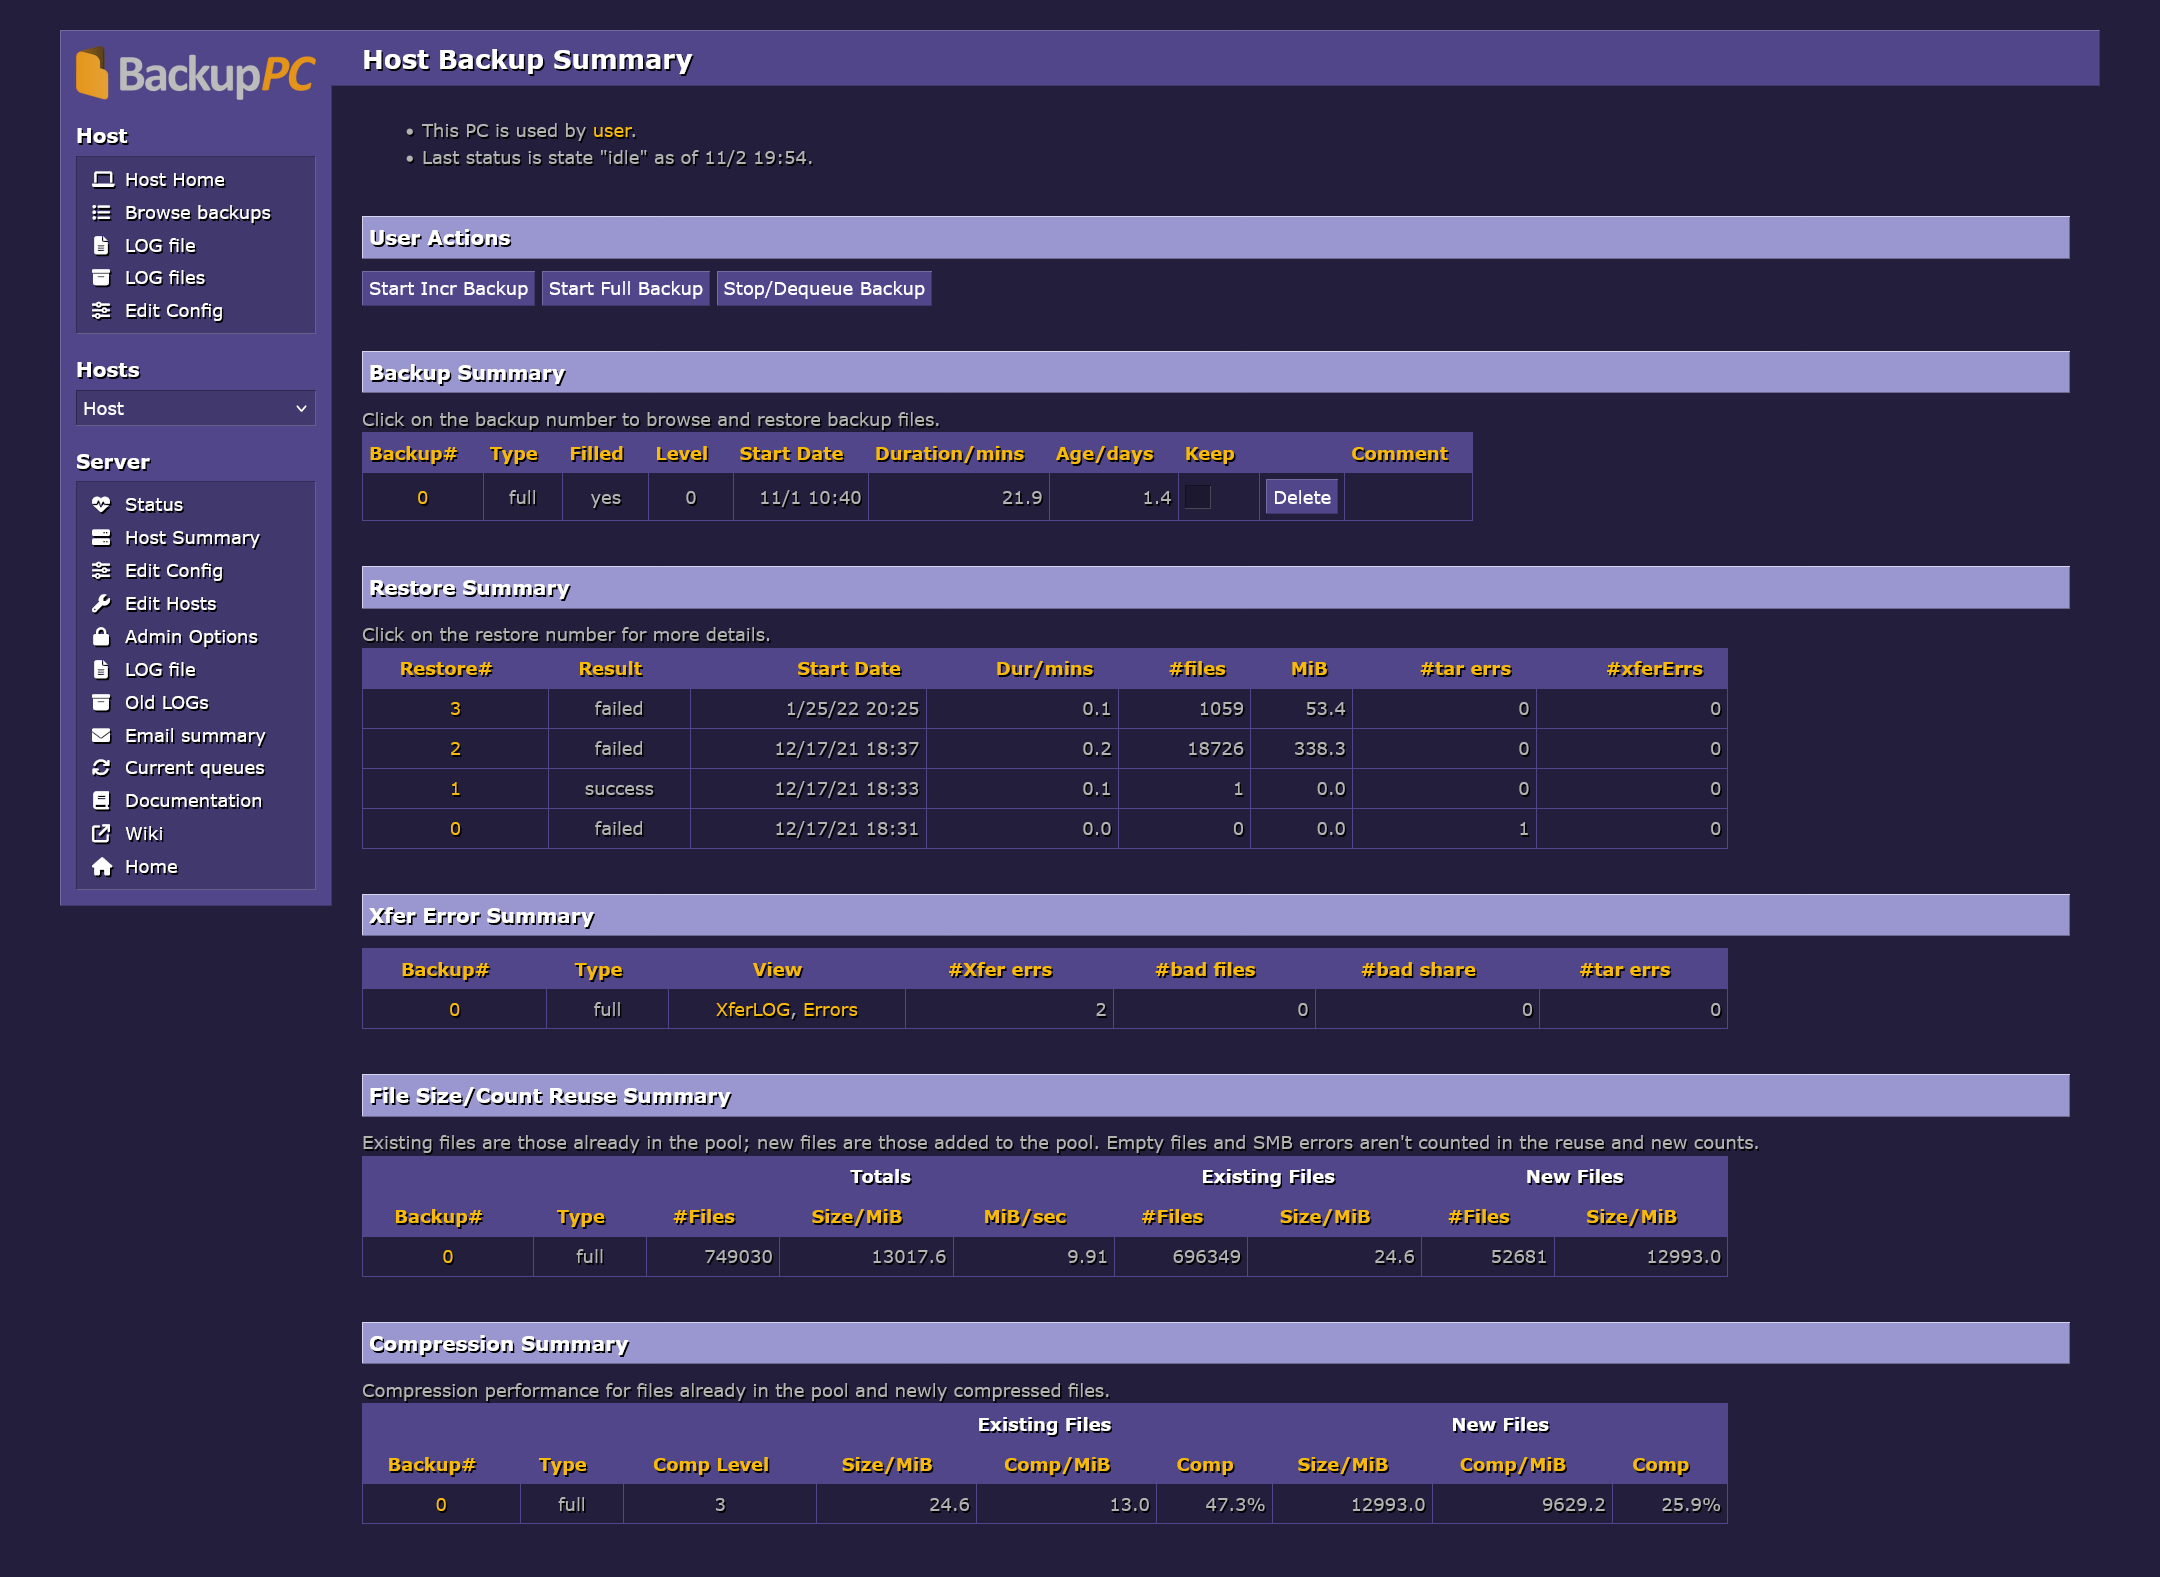 BackupPC
Host Backup Summary
Host
Host Home
Browse backups
LOG file
LOG files
Edit Config
Hosts
Host
Server
Status
Host Summary
Edit Config
Edit Hosts
Admin Options
LOG file
Old LOGs
Email summary
Current queues
Documentation
Wiki
Home
• This PC is used by user.
• Last status is state "idle" as of 11/2 19:54.
User Actions
Start Incr Backup Start Full Backup Stop/Dequeue Backup
Backup Summary
Click on the backup number to browse and restore backup files.
Backup# Type Filled Level Start Date Duration/mins Age/days Keep Comment
0 full yes 0 11/1 10:40 21.9 1.4 Delete
Restore Summary
Click on the restore number for more details.
Restore# Result Start Date Dur/mins #files MiB #tar errs #xferErrs
3 failed 1/25/22 20:25 0.1 1059 53.4 0 0
2 failed 12/17/21 18:37 0.2 18726 338.3 0 0
1 success 12/17/21 18:33 0.1 1 0.0 0 0
0 failed 12/17/21 18:31 0.0 0 0.0 1 0
Xfer Error Summary
Backup# Type View #Xfer errs #bad files #bad share #tar errs
0 full XferLOG, Errors 2 0 0 0
File Size/Count Reuse Summary
Existing files are those already in the pool; new files are those added to the pool. Empty files and SMB errors aren't counted in the reuse and new counts.
Totals Existing Files New Files
Backup# Type #Files Size/MiB MiB/sec #Files Size/MiB #Files Size/MiB
0 full 749030 13017.6 9.91 696349 24.6 52681 12993.0
Compression Summary
Compression performance for files already in the pool and newly compressed files.
Existing Files New Files
Backup# Type Comp Level Size/MiB Comp/MiB Comp Size/MiB Comp/MiB Comp
0 full 3 24.6 13.0 47.3% 12993.0 9629.2 25.9%